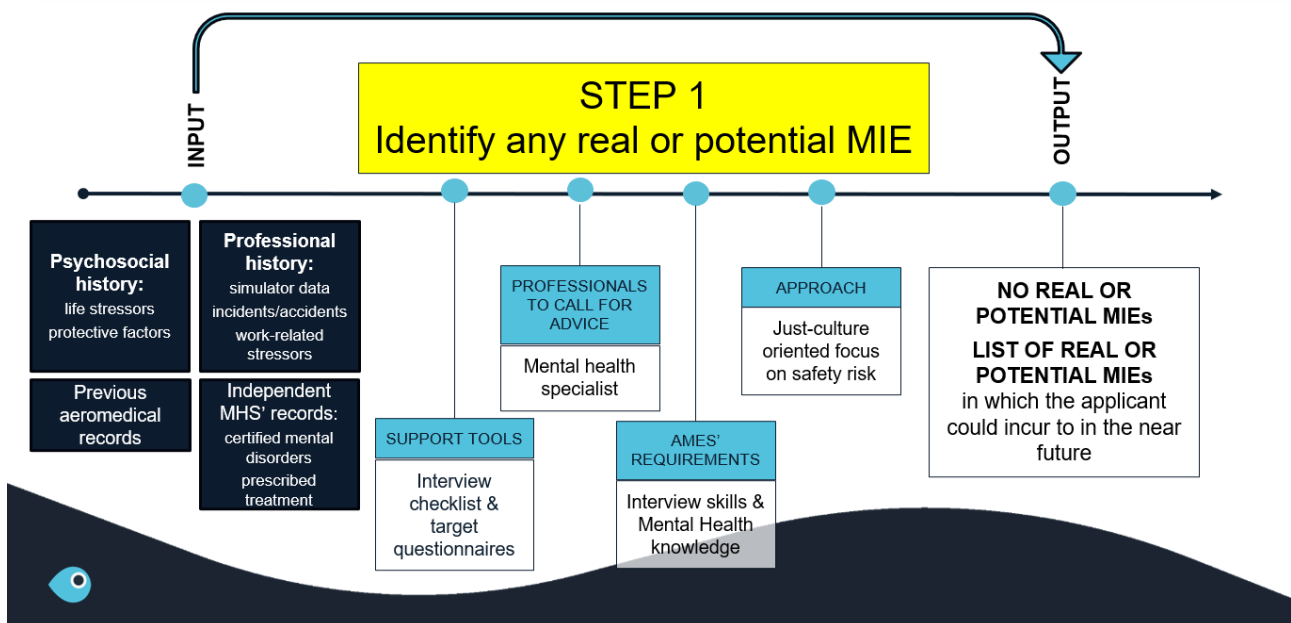 STEP 1
Identify any real or potential MIE
INPUT
OUTPUT
Psychosocial
history:
life stressors
protective factors
Professional
history:
simulator data
incidents/accidents
work-related
stressors
Previous
aeromedical
records
Independent
MHS' records:
certified mental
disorders
prescribed
treatment
SUPPORT TOOLS
Interview
checklist &
target
questionnaires
PROFESSIONALS
TO CALL FOR
ADVICE
Mental health
specialist
AMES'
REQUIREMENTS
Interview skills &
Mental Health
knowledge
APPROACH
Just-culture
oriented focus
on safety risk
NO REAL OR
POTENTIAL MIEs
LIST OF REAL OR
POTENTIAL MIEs
in which the applicant
could incur to in the near
future